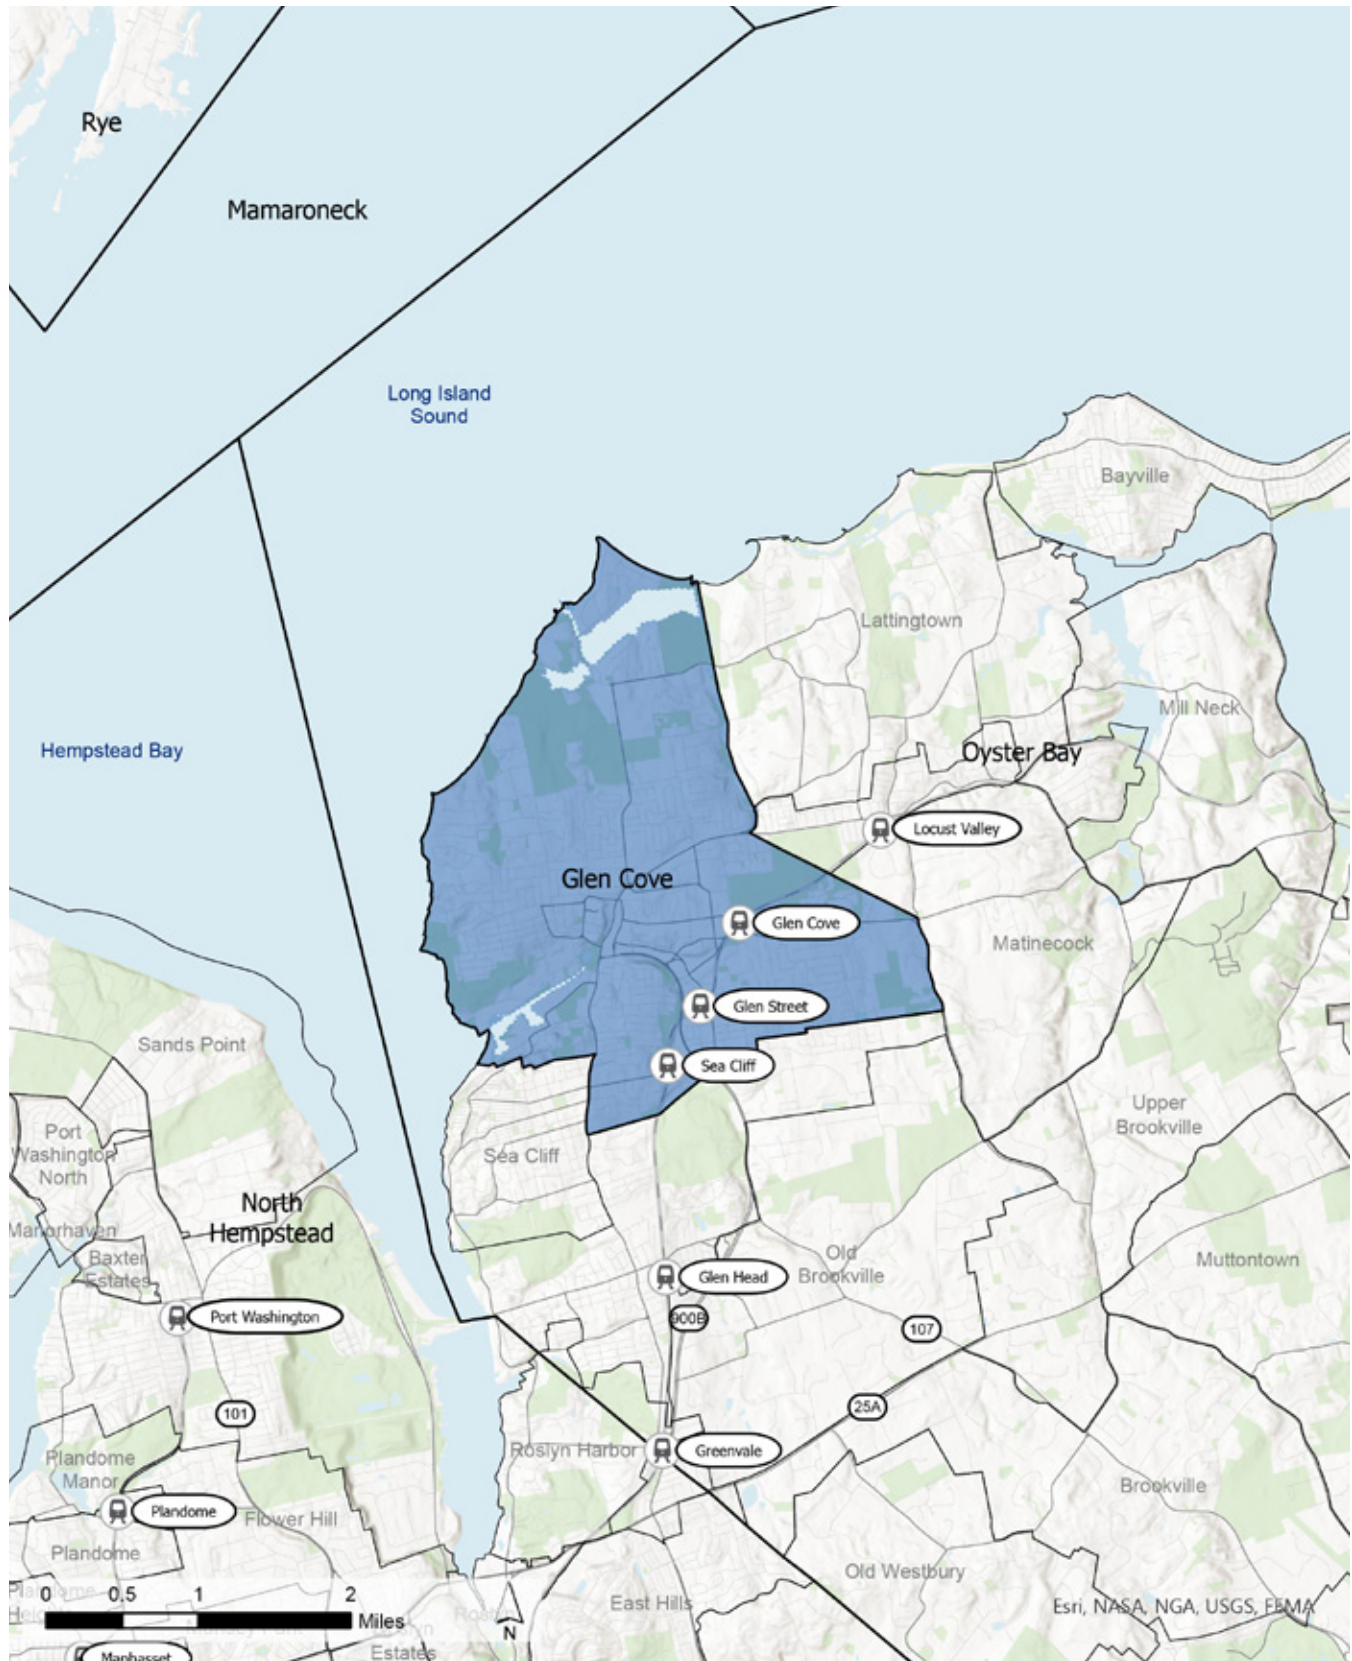 Rye
Mamaroneck
Long Island
Sound
Bayville
Lattingtown
Mill Neck
Hempstead Bay
Oyster Bay
Locust Valley
Glen Cove
Glen Cove
Matinecock
Glen Street
Sands Point
Sea Cliff
Upper
Brookville
Port
Washington
North
Sea Cliff
North
Hempstead
Manorhaven
Baxter
Estates
Old
Brookville
Muttontown
Glen Head
Port Washington
900B
107
101
25A
Roslyn Harbor
Greenvale
Plandome
Manor
Brookville
Plandome
Flower Hill
Plandome
Old Westbury
0 0.5 1 2
Miles
East Hills
Esri, NASA, NGA, USGS, FEMA
N
Estates
Manhasset